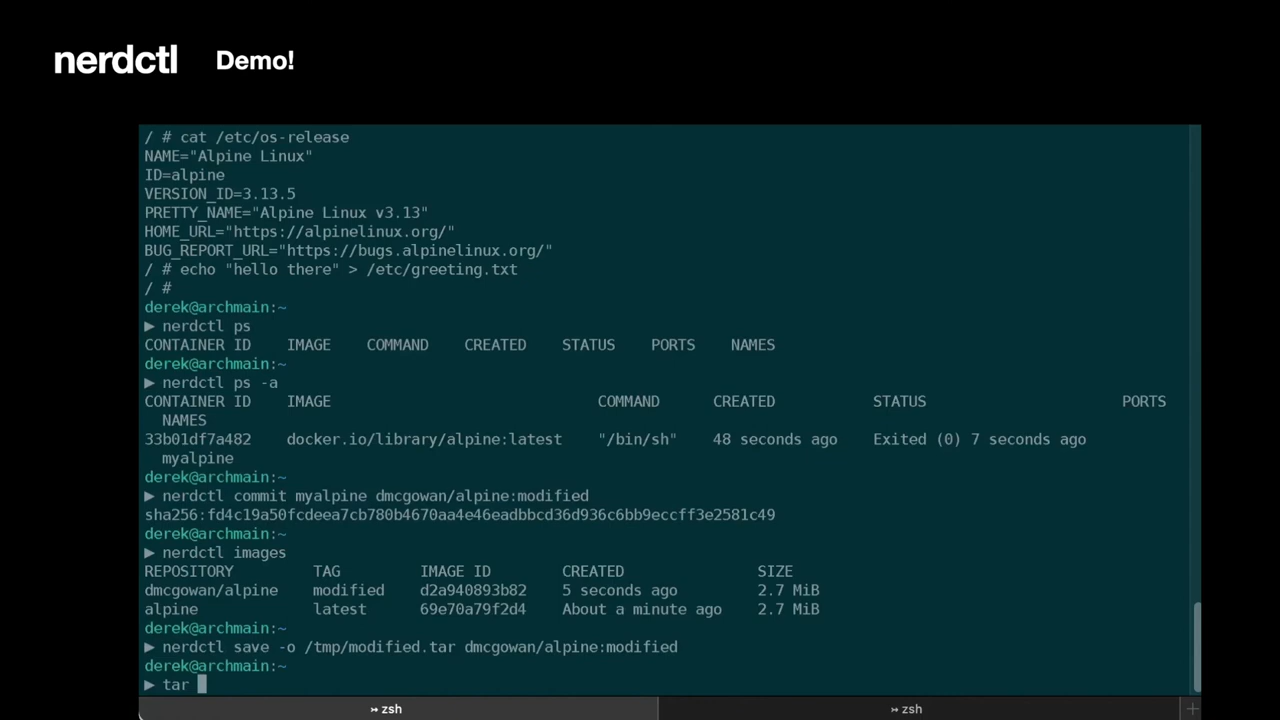 nerdctl Demo!
/ # cat /etc/os-release
NAME="Alpine Linux"
ID=alpine
VERSION_ID=3.13.5
PRETTY_NAME="Alpine Linux v3.13"
HOME_URL="https://alpinelinux.org/"
BUG_REPORT_URL="https://bugs.alpinelinux.org/"
/ # echo "hello there" > /etc/greeting.txt
/ #
derek@archmain:~
▶ nerdctl ps
CONTAINER ID    IMAGE    COMMAND    CREATED    STATUS    PORTS    NAMES
derek@archmain:~
▶ nerdctl ps -a
CONTAINER ID    IMAGE                              COMMAND      CREATED           STATUS                      PORTS
  NAMES
33b01df7a482    docker.io/library/alpine:latest    "/bin/sh"    48 seconds ago    Exited (0) 7 seconds ago
  myalpine
derek@archmain:~
▶ nerdctl commit myalpine dmcgowan/alpine:modified
sha256:fd4c19a50fcdeea7cb780b4670aa4e46eadbbcd36d936c6bb9eccff3e2581c49
derek@archmain:~
▶ nerdctl images
REPOSITORY         TAG         IMAGE ID        CREATED               SIZE
dmcgowan/alpine    modified    d2a940893b82    5 seconds ago         2.7 MiB
alpine             latest      69e70a79f2d4    About a minute ago    2.7 MiB
derek@archmain:~
▶ nerdctl save -o /tmp/modified.tar dmcgowan/alpine:modified
derek@archmain:~
▶ tar
↣ zsh ↣ zsh +